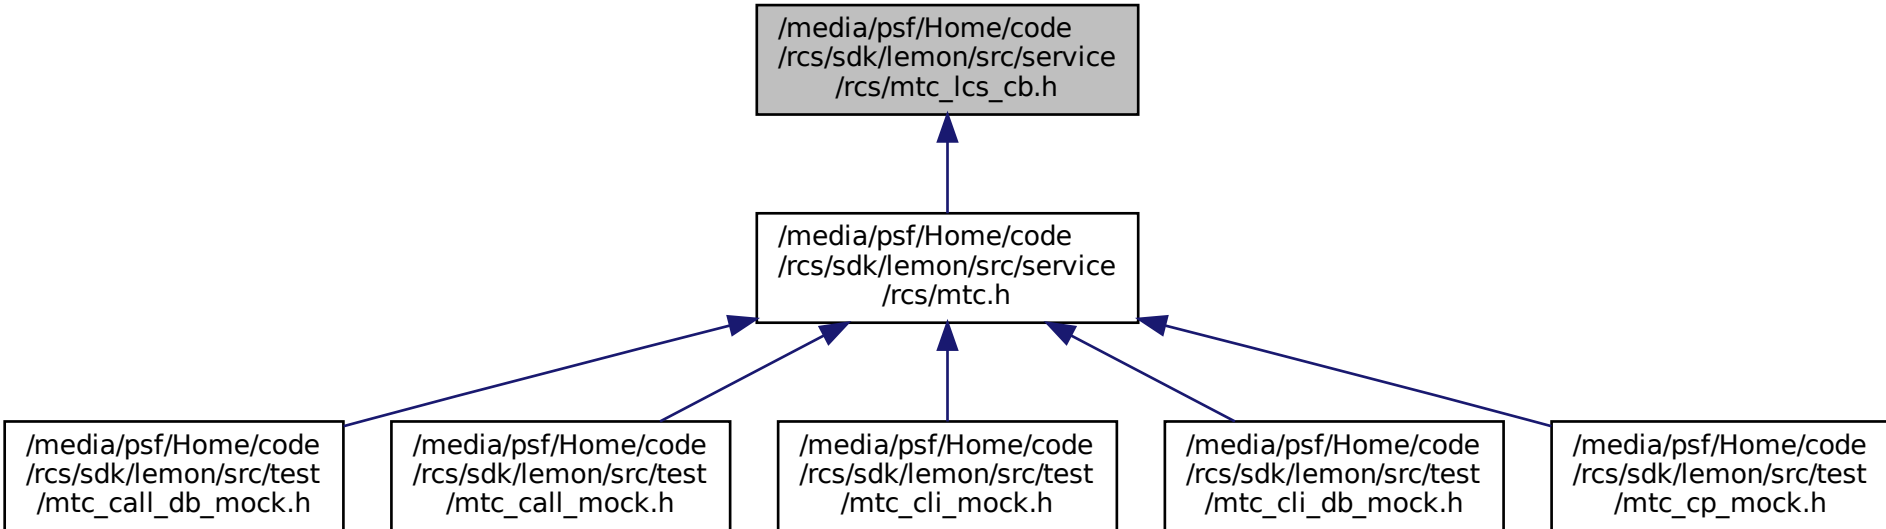 /media/psf/Home/code
/rcs/sdk/lemon/src/service
/rcs/mtc_lcs_cb.h
/media/psf/Home/code
/rcs/sdk/lemon/src/service
/rcs/mtc.h
/media/psf/Home/code
/rcs/sdk/lemon/src/test
/mtc_call_db_mock.h
/media/psf/Home/code
/rcs/sdk/lemon/src/test
/mtc_call_mock.h
/media/psf/Home/code
/rcs/sdk/lemon/src/test
/mtc_cli_mock.h
/media/psf/Home/code
/rcs/sdk/lemon/src/test
/mtc_cli_db_mock.h
/media/psf/Home/code
/rcs/sdk/lemon/src/test
/mtc_cp_mock.h